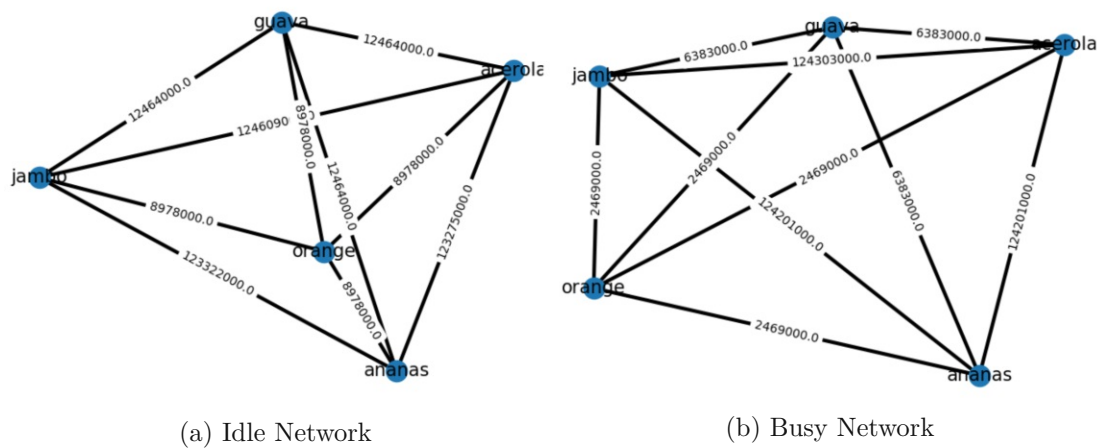 guava
12464000.0
acerola
12464000.0
1246090
8978000.0
12464000.0
8978000.0
123275000.0
jambo
8978000.0
orange
123322000.0
8978000.0
ananas
(a) Idle Network
guava
6383000.0
6383000.0
acerola
124303000.0
jambo
2469000.0
2469000.0
2469000.0
6383000.0
124201000.0
124201000.0
orange
2469000.0
ananas
(b) Busy Network